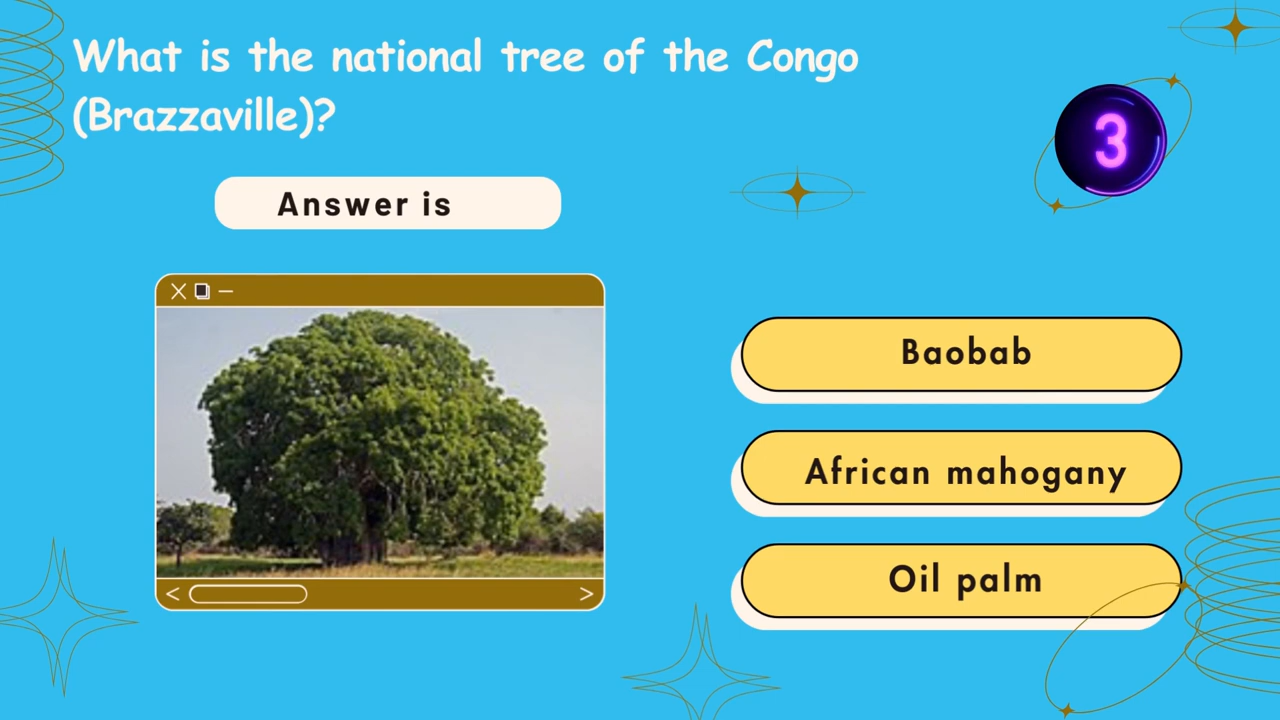 What is the national tree of the Congo
(Brazzaville)?
3
Answer is
Baobab
African mahogany
Oil palm